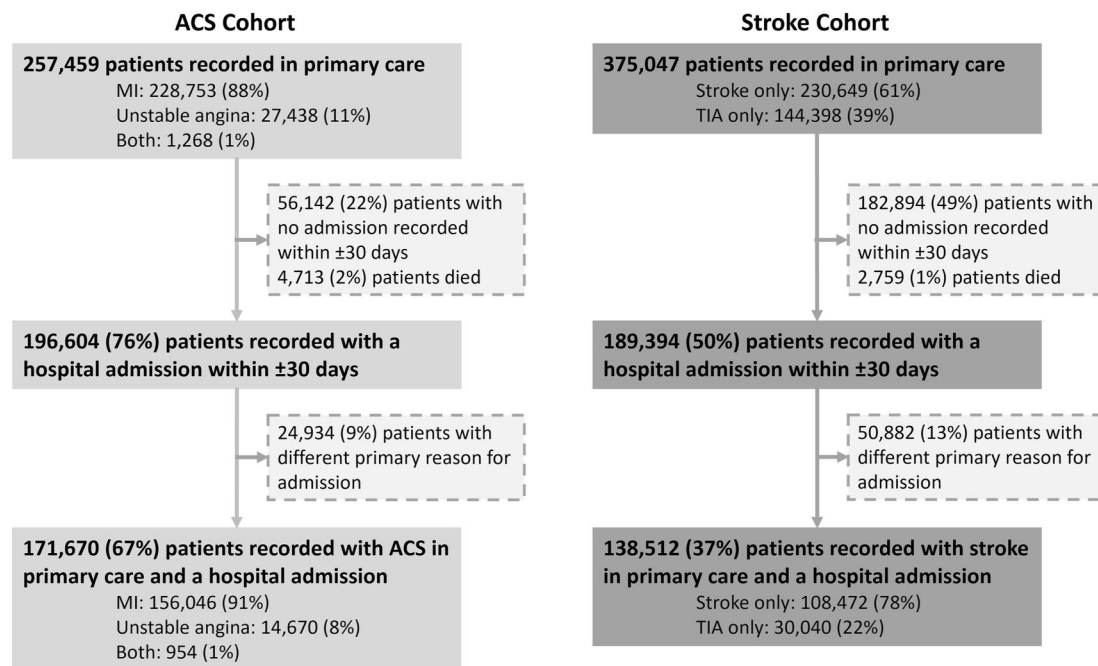 ACS Cohort
257,459 patients recorded in primary care
MI: 228,753 (88%)
Unstable angina: 27,438 (11%)
Both: 1,268 (1%)
56,142 (22%) patients with
no admission recorded
within ±30 days
4,713 (2%) patients died
196,604 (76%) patients recorded with a
hospital admission within ±30 days
24,934 (9%) patients with
different primary reason for
admission
171,670 (67%) patients recorded with ACS in
primary care and a hospital admission
MI: 156,046 (91%)
Unstable angina: 14,670 (8%)
Both: 954 (1%)
Stroke Cohort
375,047 patients recorded in primary care
Stroke only: 230,649 (61%)
TIA only: 144,398 (39%)
182,894 (49%) patients with
no admission recorded
within ±30 days
2,759 (1%) patients died
189,394 (50%) patients recorded with a
hospital admission within ±30 days
50,882 (13%) patients with
different primary reason for
admission
138,512 (37%) patients recorded with stroke
in primary care and a hospital admission
Stroke only: 108,472 (78%)
TIA only: 30,040 (22%)